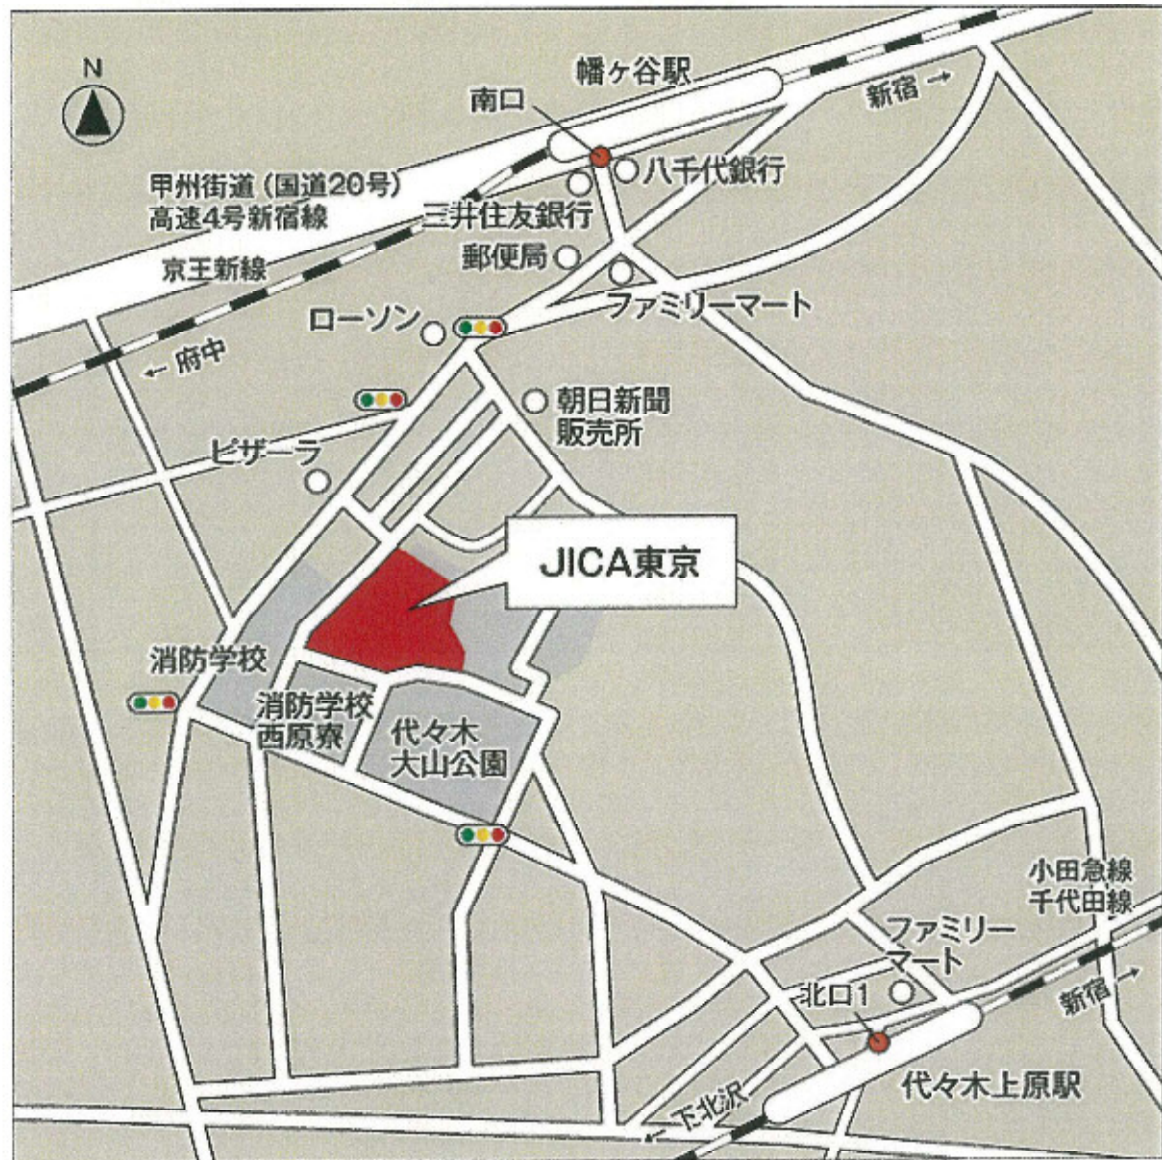 N
幡ヶ谷駅
南口
新宿 →
八千代銀行
甲州街道 (国道20号)
高速4号新宿線
三井住友銀行
郵便局
京王新線
ファミリーマート
ローソン
← 府中
朝日新聞
販売所
ピザーラ
JICA東京
消防学校
消防学校
西原寮
代々木
大山公園
小田急線
千代田線
ファミリー
マート
北口1
新宿 →
代々木上原駅
← 下北沢